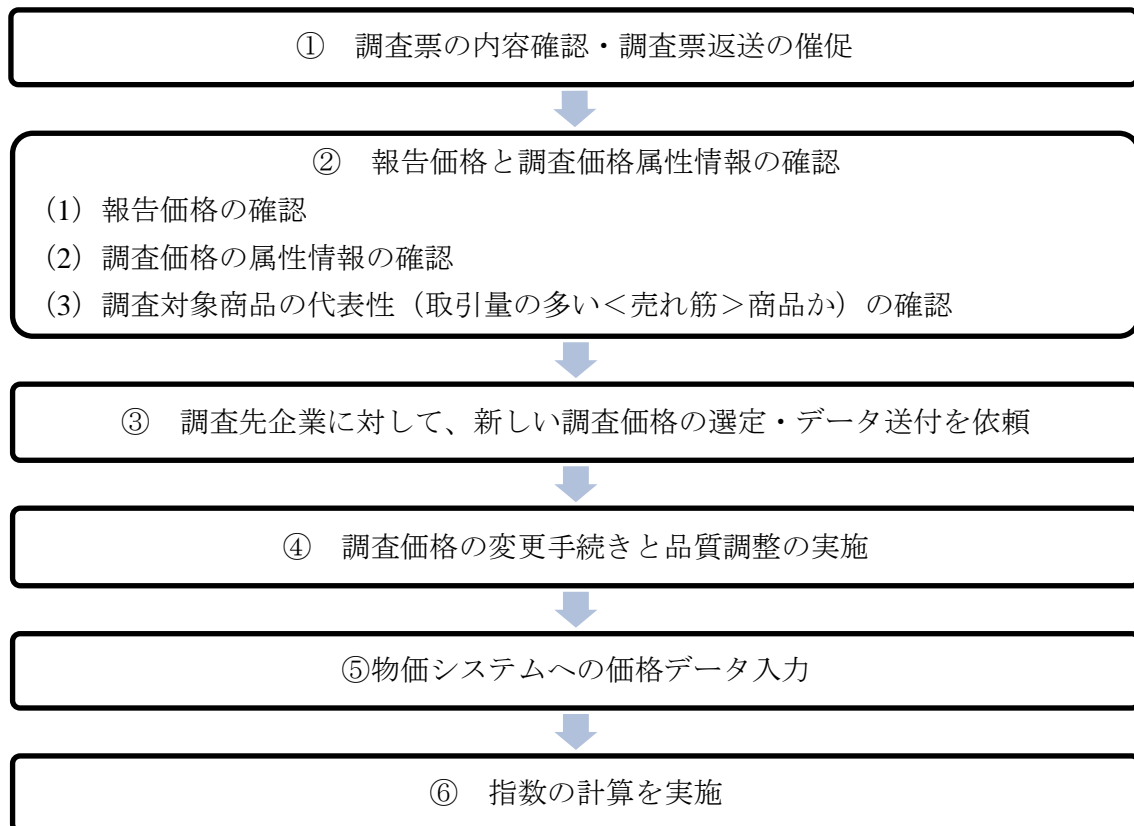 ①　調査票の内容確認・調査票返送の催促
②　報告価格と調査価格属性情報の確認
（1）報告価格の確認
（2）調査価格の属性情報の確認
（3）調査対象商品の代表性（取引量の多い＜売れ筋＞商品か）の確認
③　調査先企業に対して、新しい調査価格の選定・データ送付を依頼
④　調査価格の変更手続きと品質調整の実施
⑤物価システムへの価格データ入力
⑥　指数の計算を実施